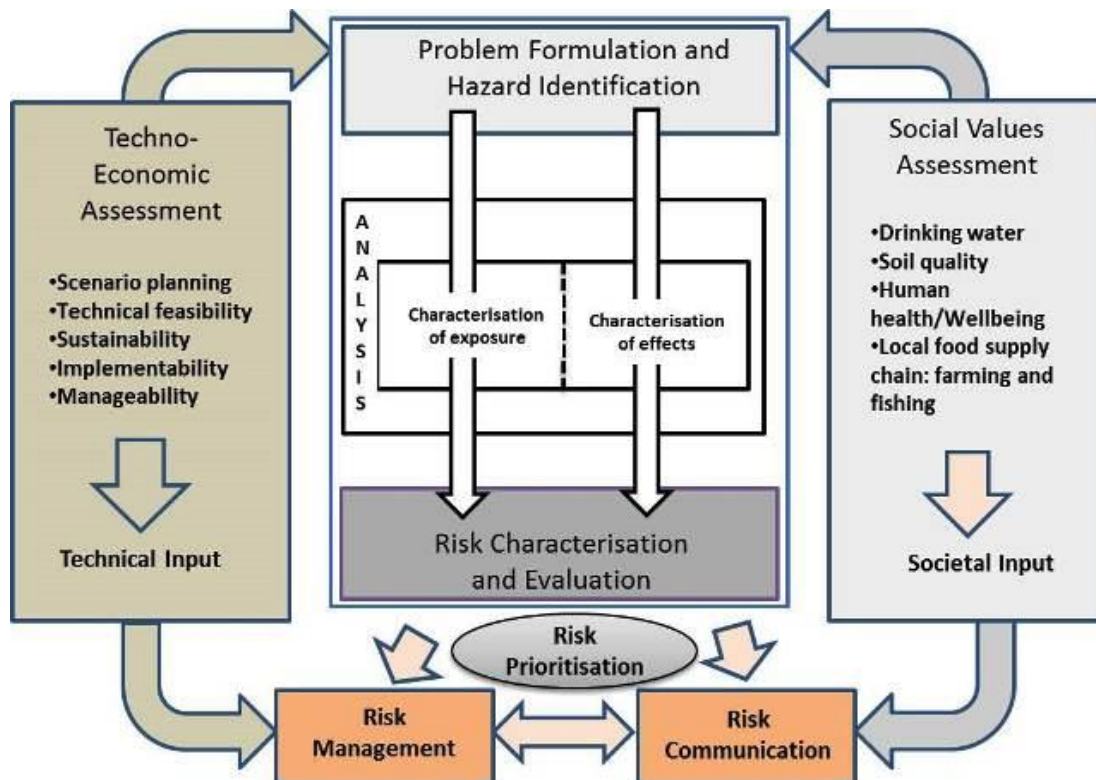 Problem Formulation and
Hazard Identification
Techno-
Economic
Assessment
•Scenario planning
•Technical feasibility
•Sustainability
•Implementability
•Manageability
Technical Input
ANALYSIS
Characterisation
of exposure
Characterisation
of effects
Risk Characterisation
and Evaluation
Social Values
Assessment
•Drinking water
•Soil quality
•Human
health/Wellbeing
•Local food supply
chain: farming and
fishing
Societal Input
Risk
Prioritisation
Risk
Management
Risk
Communication